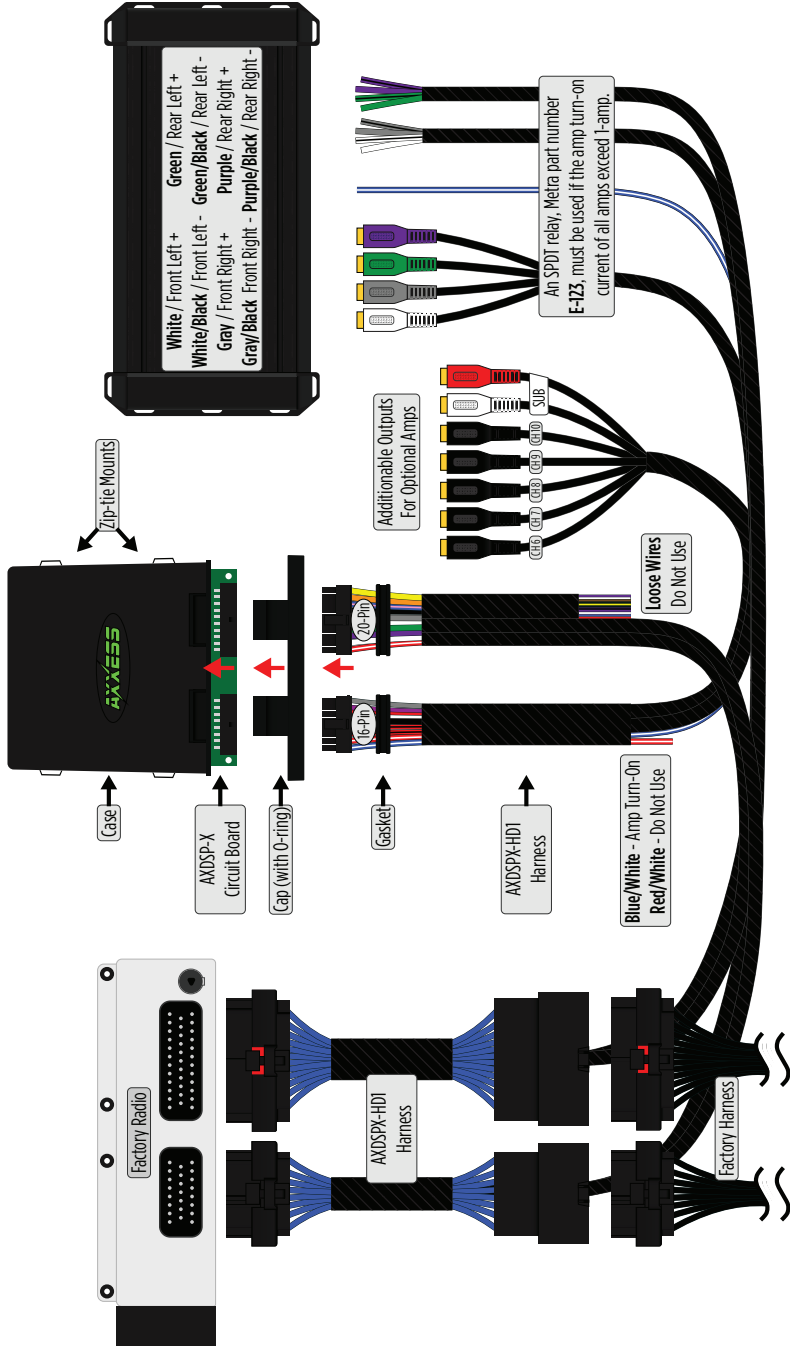 Factory Radio
AXDSPX-HD1
Harness
Factory Harness
Case
AXXESS
Zip-tie Mounts
AXDSP-X
Circuit Board
Cap (with O-ring)
16-Pin
20-Pin
Gasket
AXDSPX-HD1
Harness
Blue/White - Amp Turn-On
Red/White - Do Not Use
Loose Wires
Do Not Use
Additionable Outputs
For Optional Amps
CH6
CH7
CH8
CH9
CH10
SUB
White / Front Left +
White/Black / Front Left -
Gray / Front Right +
Gray/Black Front Right -
Green / Rear Left +
Green/Black / Rear Left -
Purple / Rear Right +
Purple/Black / Rear Right -
An SPDT relay, Metra part number
E-123, must be used if the amp turn-on
current of all amps exceed 1-amp.